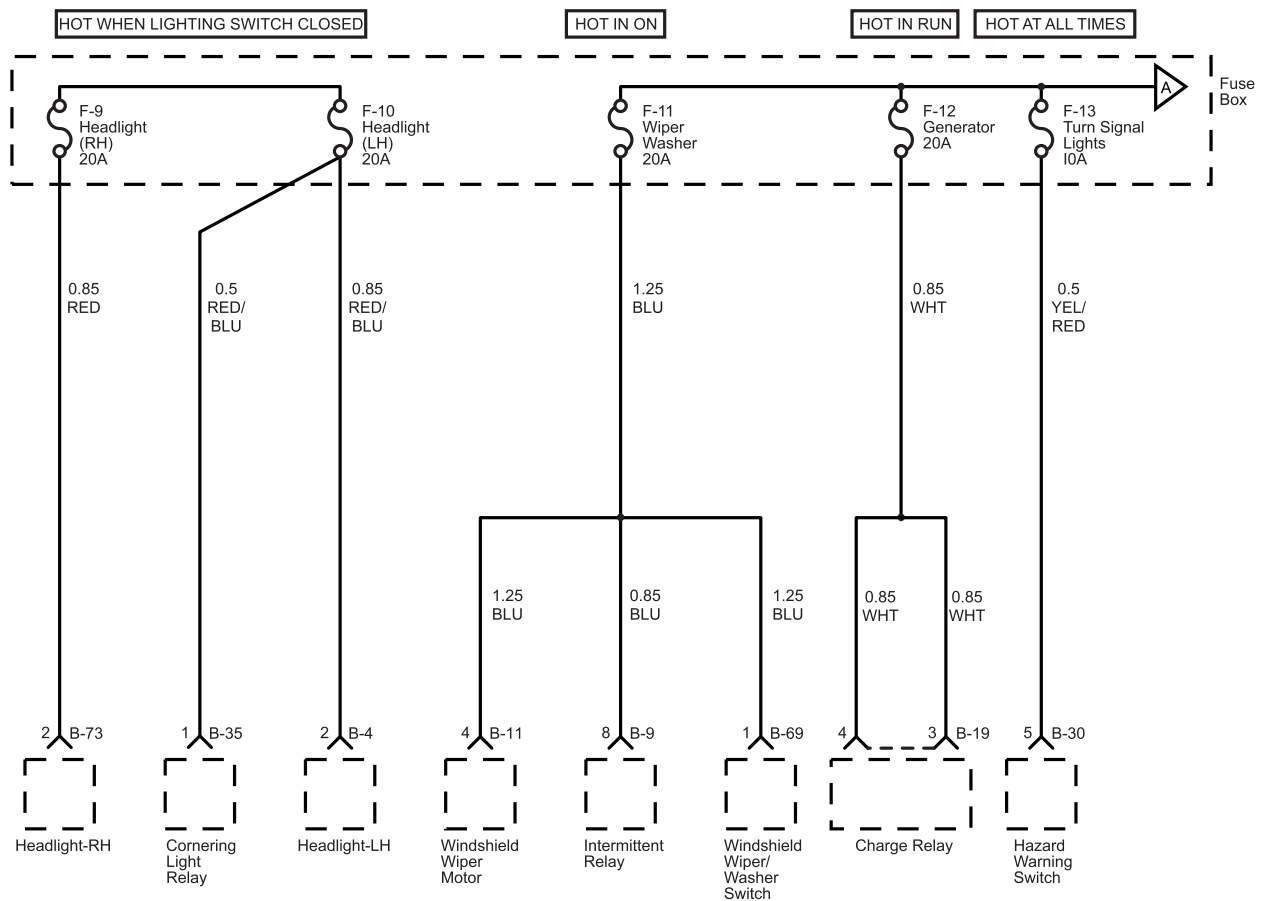 HOT WHEN LIGHTING SWITCH CLOSED
HOT IN ON
HOT IN RUN
HOT AT ALL TIMES
F-9
Headlight
(RH)
20A
F-10
Headlight
(LH)
20A
F-11
Wiper
Washer
20A
F-12
Generator
20A
F-13
Turn Signal
Lights
I0A
A
Fuse
Box
0.85
RED
0.5
RED/
BLU
0.85
RED/
BLU
1.25
BLU
0.85
WHT
0.5
YEL/
RED
1.25
BLU
0.85
BLU
1.25
BLU
0.85
WHT
0.85
WHT
2 B-73
1 B-35
2 B-4
4 B-11
8 B-9
1 B-69
4
3 B-19
5 B-30
Headlight-RH
Cornering
Light
Relay
Headlight-LH
Windshield
Wiper
Motor
Intermittent
Relay
Windshield
Wiper/
Washer
Switch
Charge Relay
Hazard
Warning
Switch